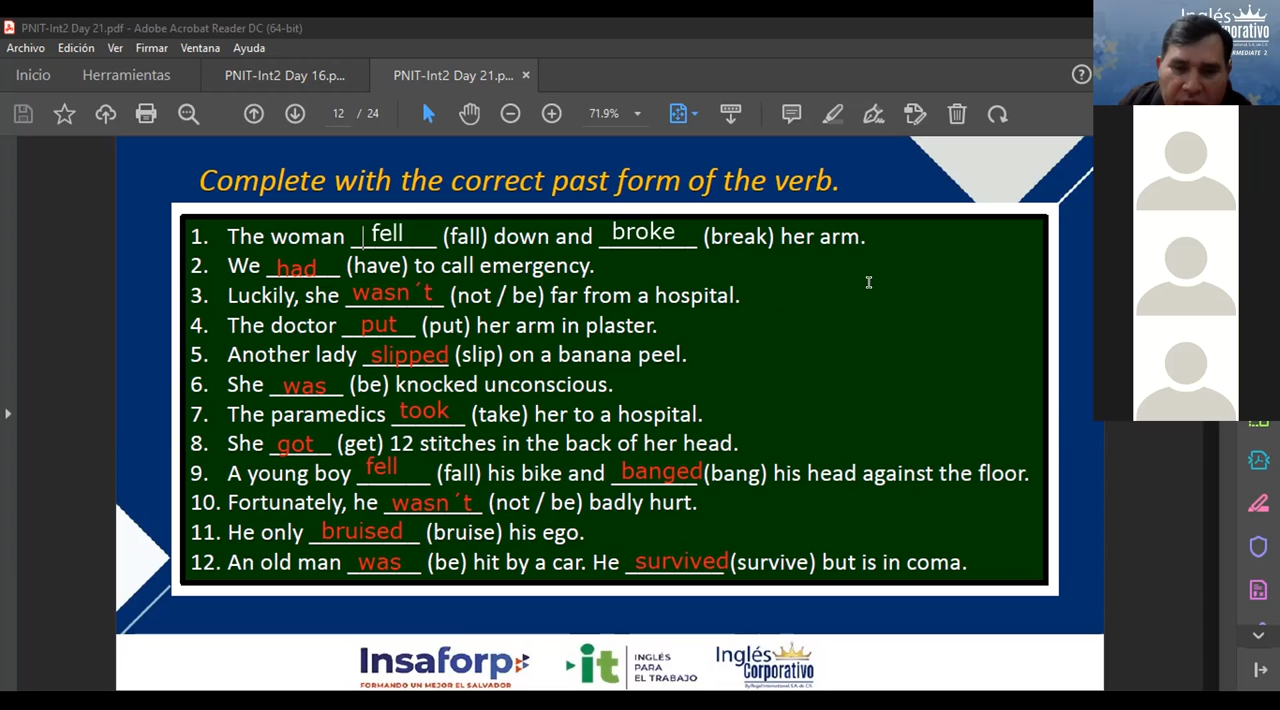 PNIT-Int2 Day 21.pdf - Adobe Acrobat Reader DC (64-bit)
Archivo Edición Ver Firmar Ventana Ayuda
Inicio Herramientas PNIT-Int2 Day 16.p... PNIT-Int2 Day 21.p... ×
12 / 24 71.9%
Inglés
Corporativo
Complete with the correct past form of the verb.
1. The woman fell (fall) down and broke (break) her arm.
2. We had (have) to call emergency.
3. Luckily, she wasn´t (not / be) far from a hospital.
4. The doctor put (put) her arm in plaster.
5. Another lady slipped (slip) on a banana peel.
6. She was (be) knocked unconscious.
7. The paramedics took (take) her to a hospital.
8. She got (get) 12 stitches in the back of her head.
9. A young boy fell (fall) his bike and banged (bang) his head against the floor.
10. Fortunately, he wasn´t (not / be) badly hurt.
11. He only bruised (bruise) his ego.
12. An old man was (be) hit by a car. He survived (survive) but is in coma.
Insaforp
FORMANDO UN MEJOR EL SALVADOR
it
INGLÉS
PARA
EL TRABAJO
Inglés
Corporativo